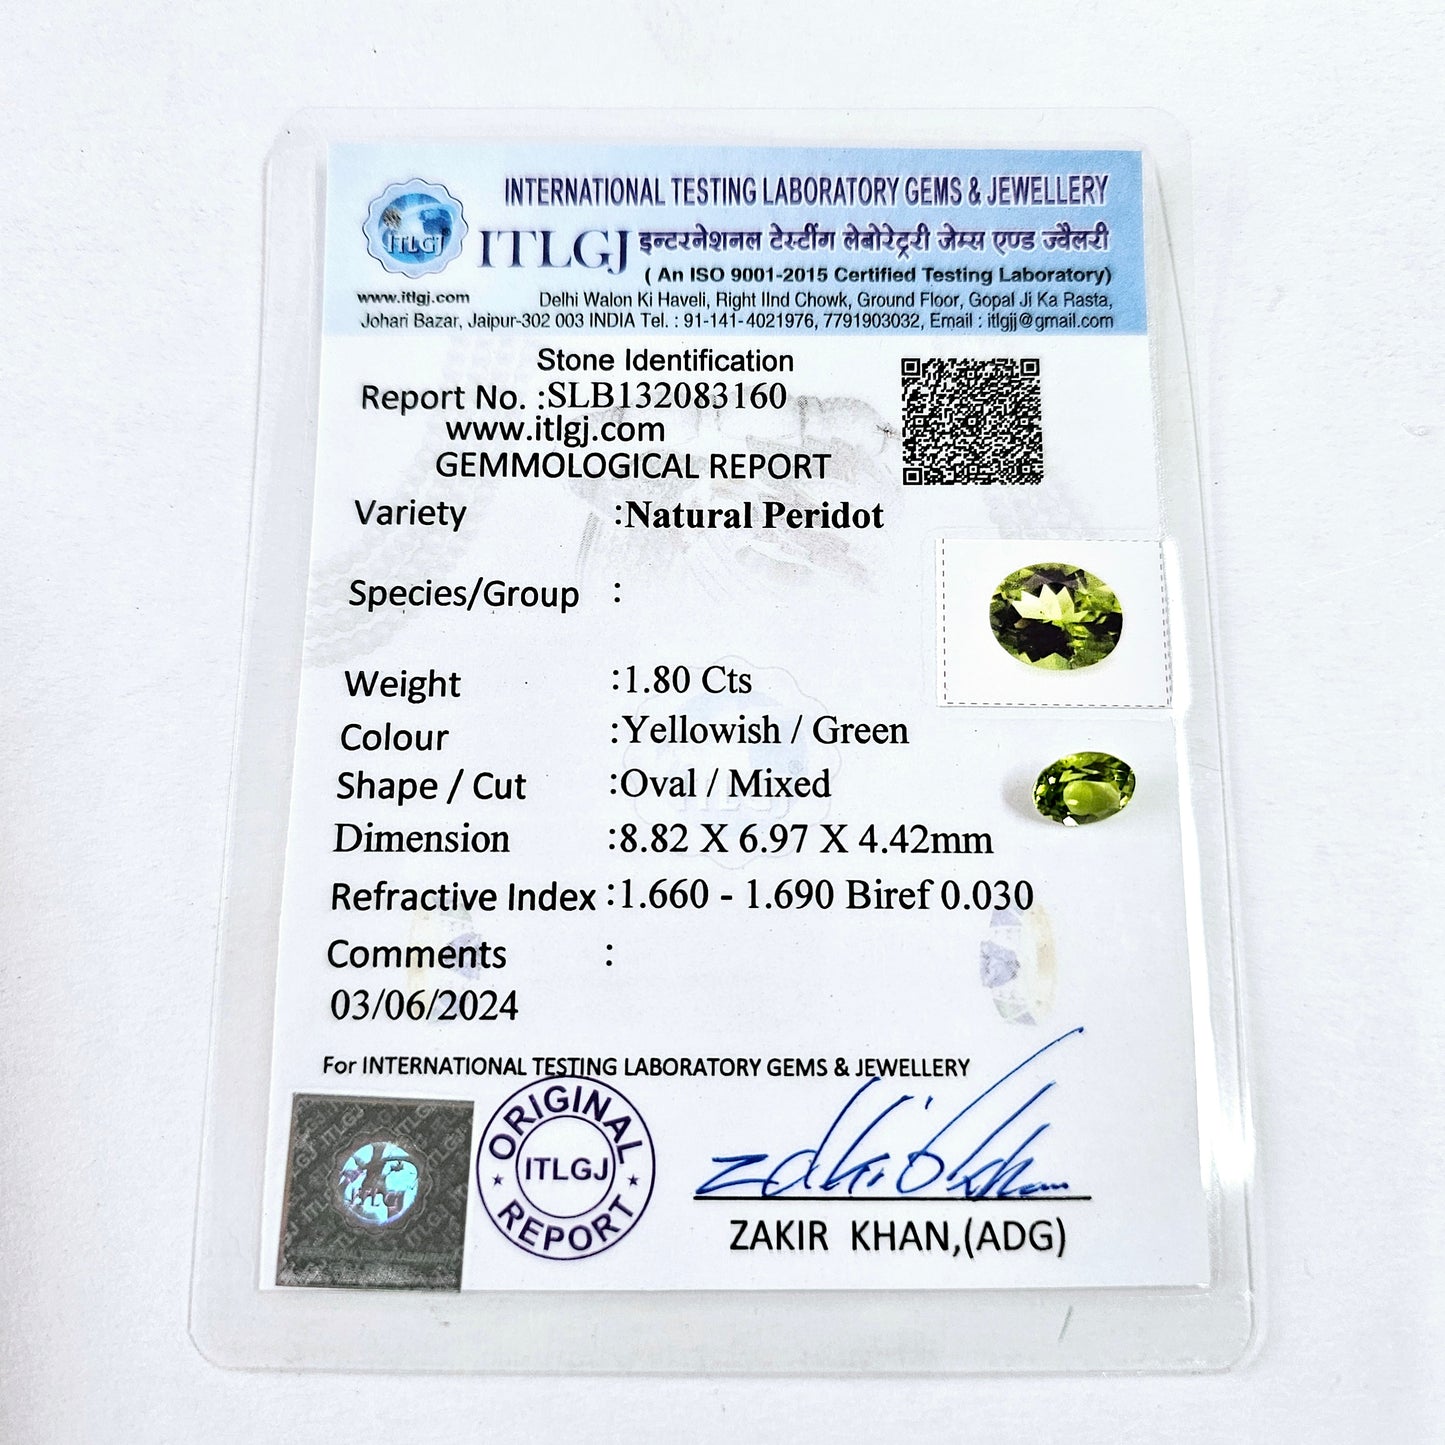 INTERNATIONAL TESTING LABORATORY GEMS & JEWELLERY
ITLGJ
ITLGJ इन्टरनेशनल टेस्टींग लेबोरेट्ररी जेम्स एण्ड ज्वैलरी
( An ISO 9001-2015 Certified Testing Laboratory)
www.itlgj.com Delhi Walon Ki Haveli, Right IInd Chowk, Ground Floor, Gopal Ji Ka Rasta,
Johari Bazar, Jaipur-302 003 INDIA Tel. : 91-141-4021976, 7791903032, Email : itlgjj@gmail.com
Stone Identification
Report No. :SLB132083160
www.itlgj.com
GEMMOLOGICAL REPORT
Variety :Natural Peridot
Species/Group :
Weight :1.80 Cts
Colour :Yellowish / Green
Shape / Cut :Oval / Mixed
Dimension :8.82 X 6.97 X 4.42mm
Refractive Index :1.660 - 1.690 Biref 0.030
Comments :
03/06/2024
For INTERNATIONAL TESTING LABORATORY GEMS & JEWELLERY
ORIGINAL
ITLGJ
REPORT
Zakir Khan
ZAKIR KHAN,(ADG)